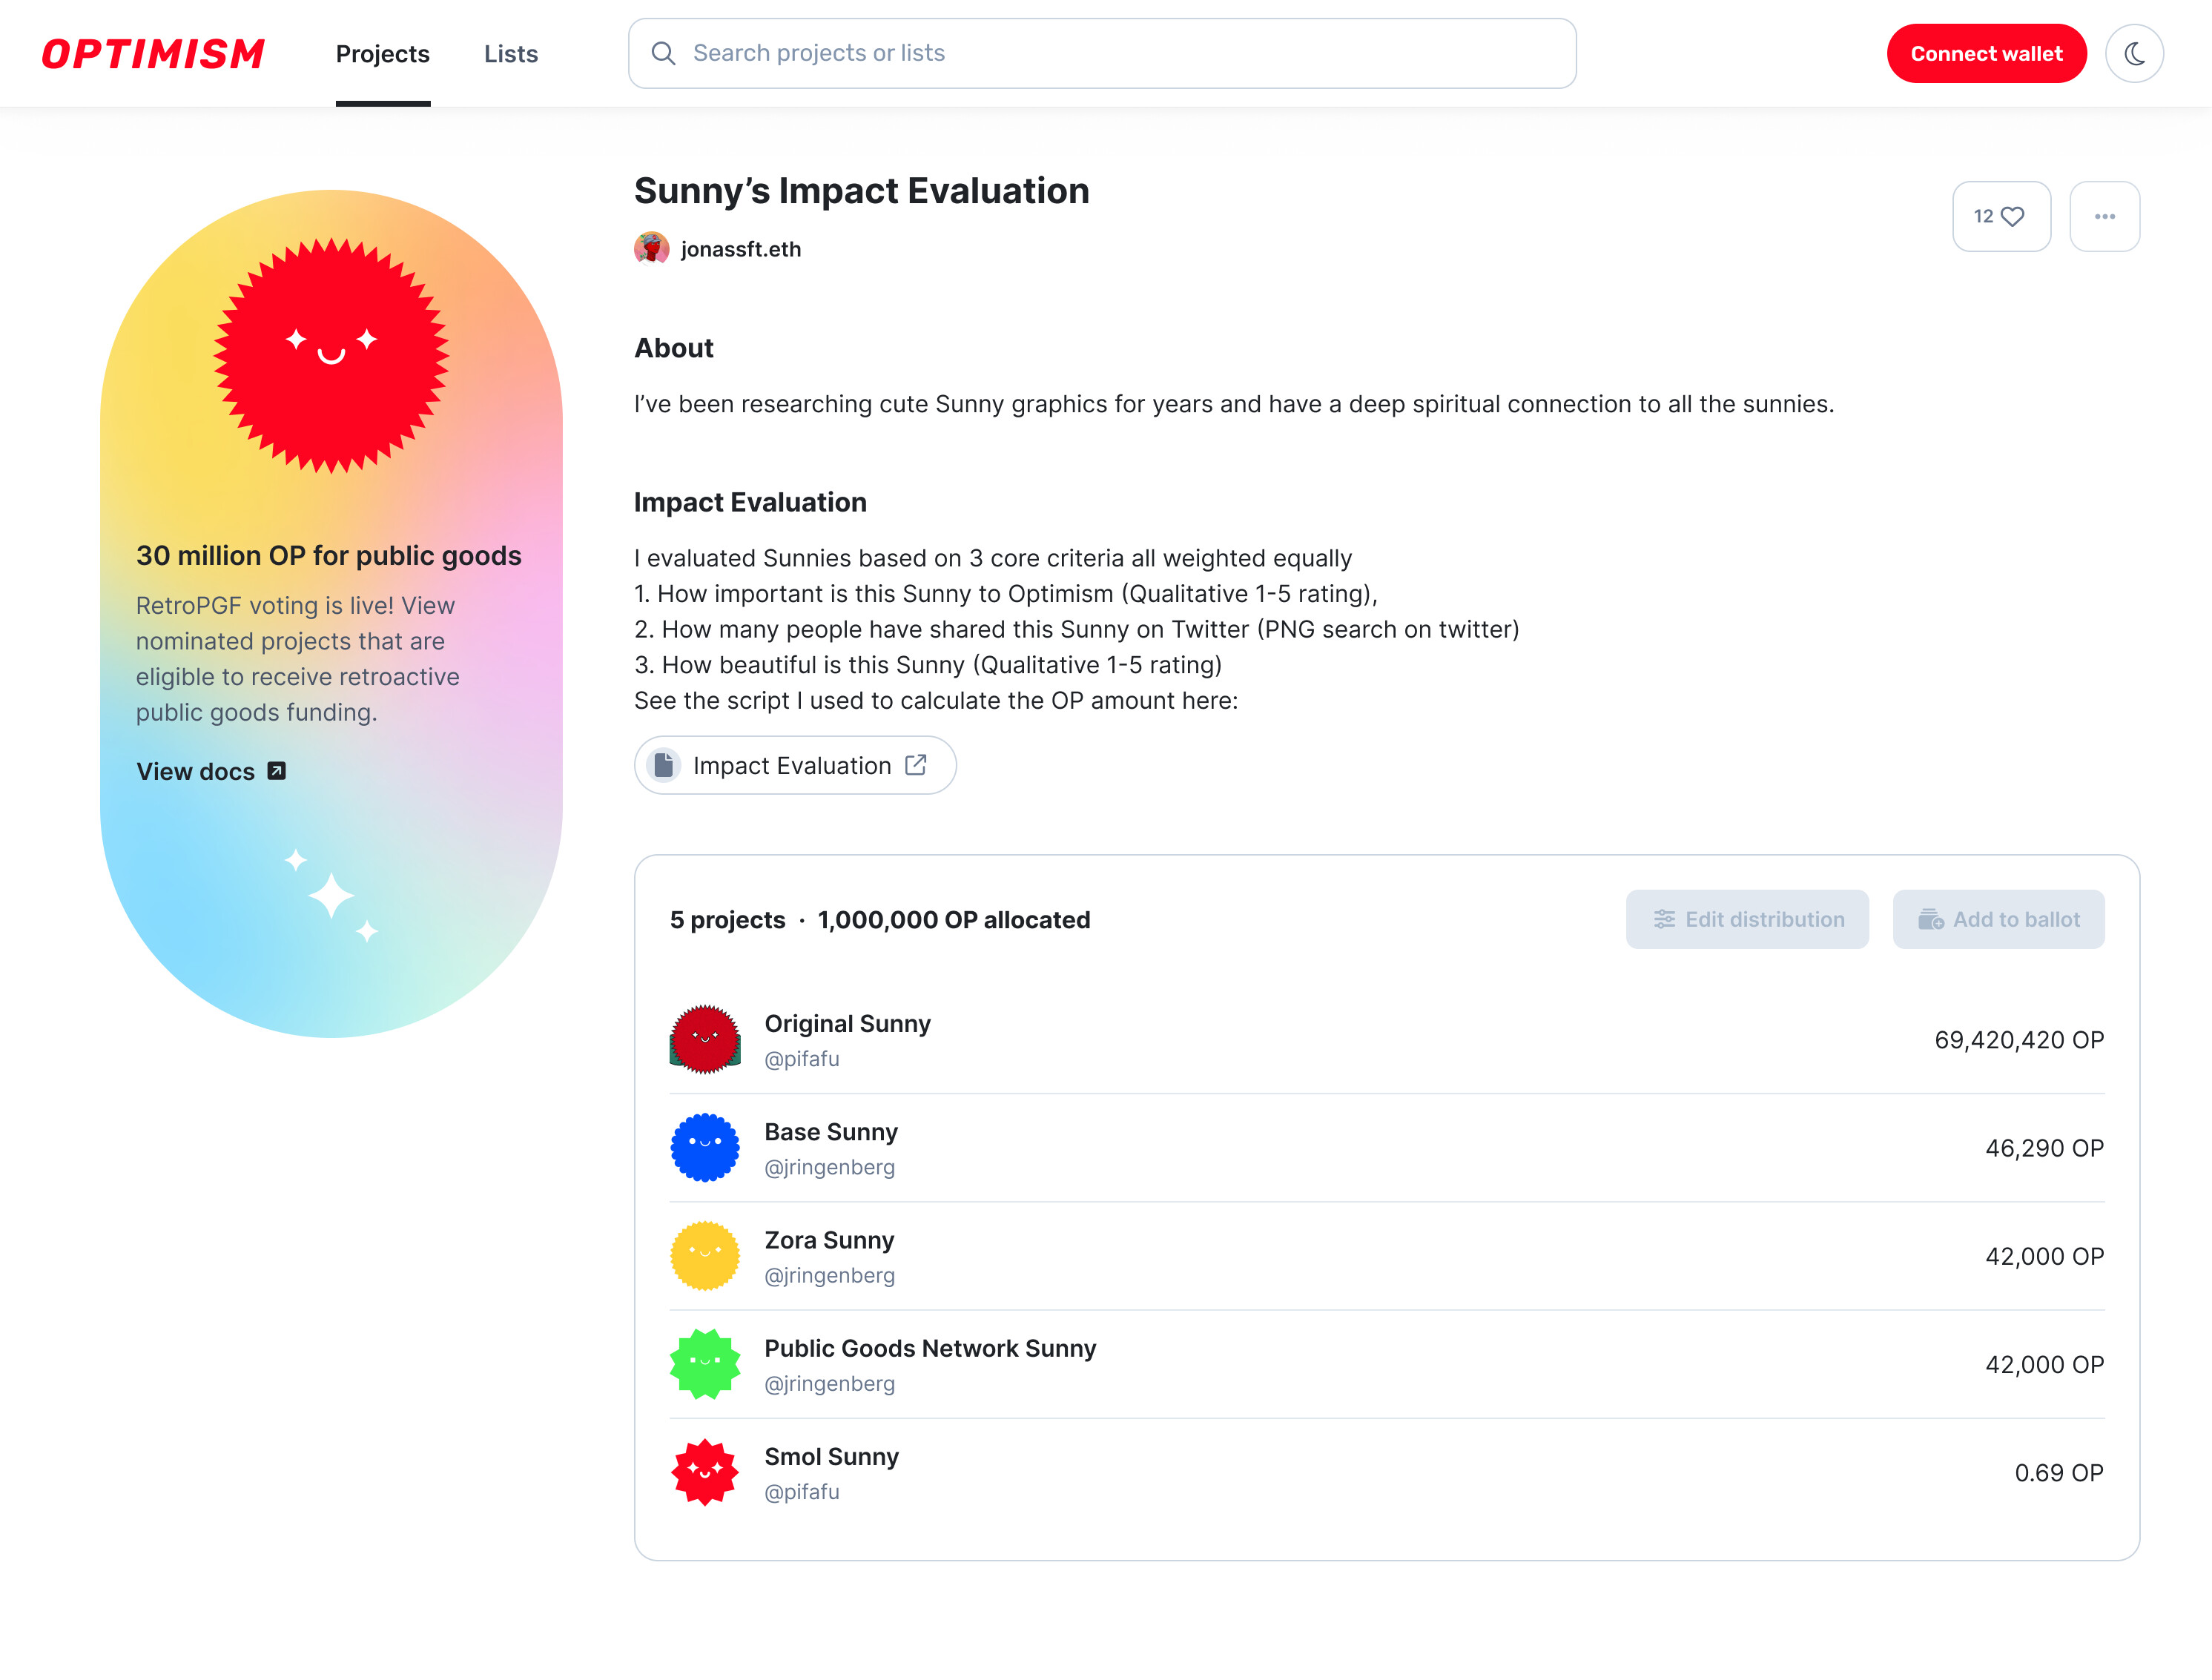 OPTIMISM
Projects
Lists
Search projects or lists
Connect wallet
30 million OP for public goods
RetroPGF voting is live! View
nominated projects that are
eligible to receive retroactive
public goods funding.
View docs
Sunny’s Impact Evaluation
jonassft.eth
12
About
I’ve been researching cute Sunny graphics for years and have a deep spiritual connection to all the sunnies.
Impact Evaluation
I evaluated Sunnies based on 3 core criteria all weighted equally
1. How important is this Sunny to Optimism (Qualitative 1-5 rating),
2. How many people have shared this Sunny on Twitter (PNG search on twitter)
3. How beautiful is this Sunny (Qualitative 1-5 rating)
See the script I used to calculate the OP amount here:
Impact Evaluation
5 projects · 1,000,000 OP allocated
Edit distribution
Add to ballot
Original Sunny
@pifafu
69,420,420 OP
Base Sunny
@jringenberg
46,290 OP
Zora Sunny
@jringenberg
42,000 OP
Public Goods Network Sunny
@jringenberg
42,000 OP
Smol Sunny
@pifafu
0.69 OP